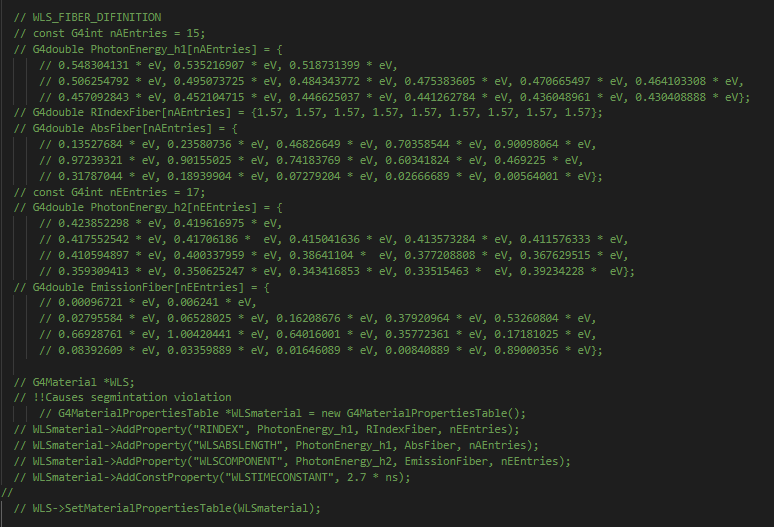 // WLS_FIBER_DIFINITION
// const G4int nAEntries = 15;
// G4double PhotonEnergy_h1[nAEntries] = {
// 0.548304131 * eV, 0.535216907 * eV, 0.518731399 * eV,
// 0.506254792 * eV, 0.495073725 * eV, 0.484343772 * eV, 0.475383605 * eV, 0.470665497 * eV, 0.464103308 * eV,
// 0.457092843 * eV, 0.452104715 * eV, 0.446625037 * eV, 0.441262784 * eV, 0.436048961 * eV, 0.430408888 * eV};
// G4double RIndexFiber[nAEntries] = {1.57, 1.57, 1.57, 1.57, 1.57, 1.57, 1.57, 1.57, 1.57};
// G4double AbsFiber[nAEntries] = {
// 0.13527684 * eV, 0.23580736 * eV, 0.46826649 * eV, 0.70358544 * eV, 0.90098064 * eV,
// 0.97239321 * eV, 0.90155025 * eV, 0.74183769 * eV, 0.60341824 * eV, 0.469225 * eV,
// 0.31787044 * eV, 0.18939904 * eV, 0.07279204 * eV, 0.02666689 * eV, 0.00564001 * eV};
// const G4int nEEntries = 17;
// G4double PhotonEnergy_h2[nEEntries] = {
// 0.423852298 * eV, 0.419616975 * eV,
// 0.417552542 * eV, 0.41706186 *  eV, 0.415041636 * eV, 0.413573284 * eV, 0.411576333 * eV,
// 0.410594897 * eV, 0.400337959 * eV, 0.38641104 *  eV, 0.377208808 * eV, 0.367629515 * eV,
// 0.359309413 * eV, 0.350625247 * eV, 0.343416853 * eV, 0.33515463 *  eV, 0.39234228 *  eV};
// G4double EmissionFiber[nEEntries] = {
// 0.00096721 * eV, 0.006241 * eV,
// 0.02795584 * eV, 0.06528025 * eV, 0.16208676 * eV, 0.37920964 * eV, 0.53260804 * eV,
// 0.66928761 * eV, 1.00420441 * eV, 0.64016001 * eV, 0.35772361 * eV, 0.17181025 * eV,
// 0.08392609 * eV, 0.03359889 * eV, 0.01646089 * eV, 0.00840889 * eV, 0.89000356 * eV};
// G4Material *WLS;
// !!Causes segmintation violation
// G4MaterialPropertiesTable *WLSmaterial = new G4MaterialPropertiesTable();
// WLSmaterial->AddProperty("RINDEX", PhotonEnergy_h1, RIndexFiber, nEEntries);
// WLSmaterial->AddProperty("WLSABSLENGTH", PhotonEnergy_h1, AbsFiber, nAEntries);
// WLSmaterial->AddProperty("WLSCOMPONENT", PhotonEnergy_h2, EmissionFiber, nEEntries);
// WLSmaterial->AddConstProperty("WLSTIMECONSTANT", 2.7 * ns);
//
// WLS->SetMaterialPropertiesTable(WLSmaterial);